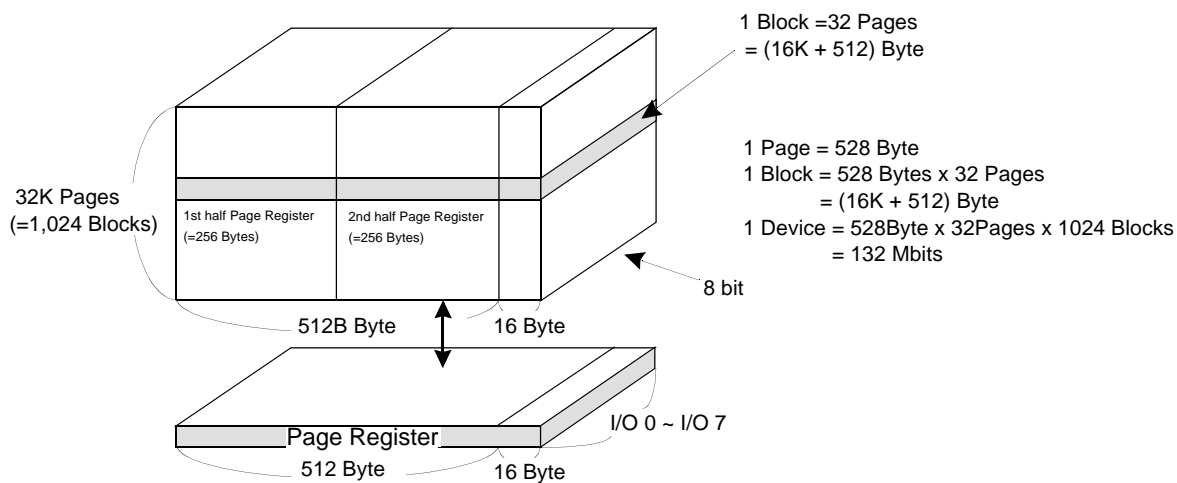 1 Block =32 Pages
= (16K + 512) Byte
1 Page = 528 Byte
1 Block = 528 Bytes x 32 Pages
= (16K + 512) Byte
1 Device = 528Byte x 32Pages x 1024 Blocks
= 132 Mbits
32K Pages
(=1,024 Blocks)
1st half Page Register
(=256 Bytes)
2nd half Page Register
(=256 Bytes)
8 bit
512B Byte
16 Byte
I/O 0 ~ I/O 7
Page Register
512 Byte
16 Byte